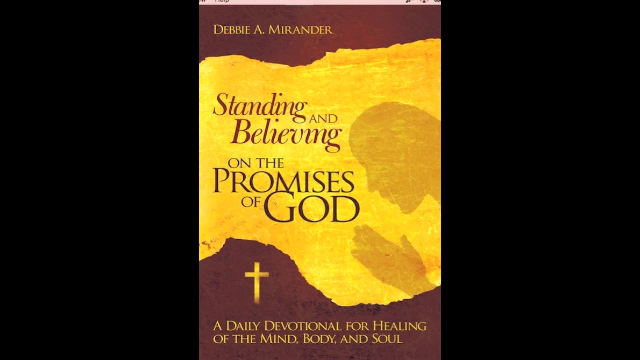 Help
DEBBIE A. MIRANDER
Standing AND
Believing
ON THE
PROMISES
OF GOD
A DAILY DEVOTIONAL FOR HEALING
OF THE MIND, BODY, AND SOUL